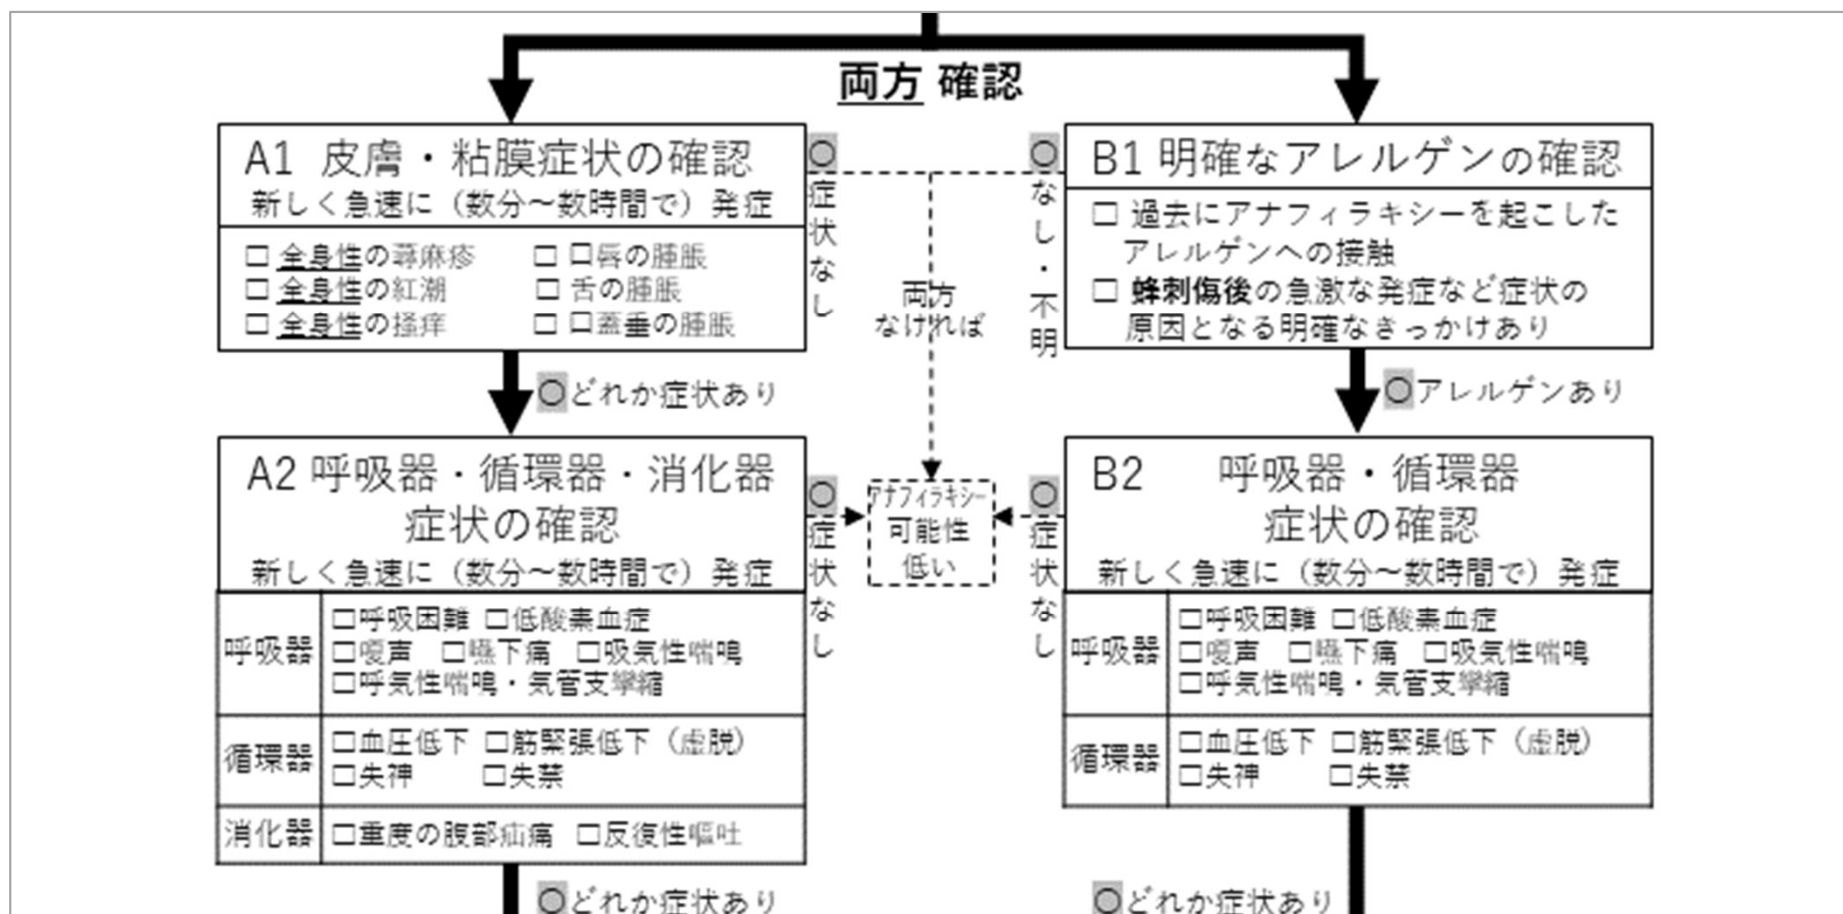 両方 確認
A1 皮膚・粘膜症状の確認
新しく急速に（数分～数時間で）発症
□ 全身性の蕁麻疹 □ 口唇の腫脹
□ 全身性の紅潮 □ 舌の腫脹
□ 全身性の掻痒 □ 口蓋垂の腫脹
○症状なし
○なし・不明
B1 明確なアレルゲンの確認
□ 過去にアナフィラキシーを起こした
アレルゲンへの接触
□ 蜂刺傷後の急激な発症など症状の
原因となる明確なきっかけあり
両方
なければ
○どれか症状あり
○アレルゲンあり
A2 呼吸器・循環器・消化器
症状の確認
新しく急速に（数分～数時間で）発症
呼吸器
□呼吸困難 □低酸素血症
□嗄声 □嚥下痛 □吸気性喘鳴
□呼気性喘鳴・気管支攣縮
循環器
□血圧低下 □筋緊張低下（虚脱）
□失神 □失禁
消化器
□重度の腹部疝痛 □反復性嘔吐
○どれか症状あり
○症状なし
アナフィラキシー
可能性
低い
○症状なし
B2 呼吸器・循環器
症状の確認
新しく急速に（数分～数時間で）発症
呼吸器
□呼吸困難 □低酸素血症
□嗄声 □嚥下痛 □吸気性喘鳴
□呼気性喘鳴・気管支攣縮
循環器
□血圧低下 □筋緊張低下（虚脱）
□失神 □失禁
○どれか症状あり